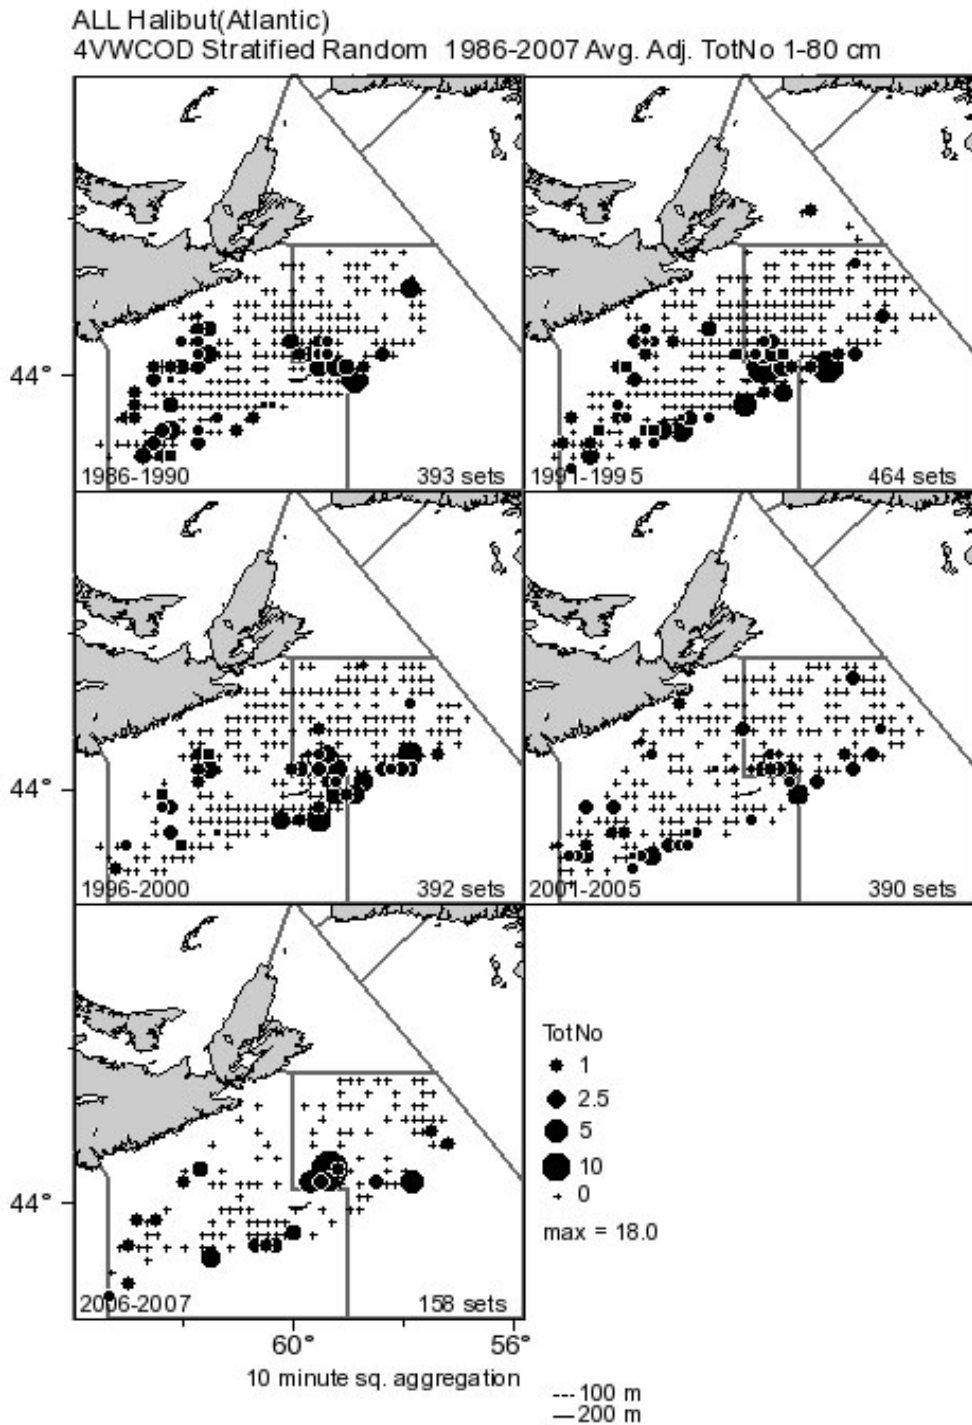 ALL Halibut(Atlantic)
4VWCOD Stratified Random 1986-2007 Avg. Adj. TotNo 1-80 cm
44°
1986-1990 393 sets
1991-1995 464 sets
44°
1996-2000 392 sets
2001-2005 390 sets
44°
2006-2007 158 sets
TotNo
1
2.5
5
10
0
max = 18.0
60° 56°
10 minute sq. aggregation
100 m
200 m